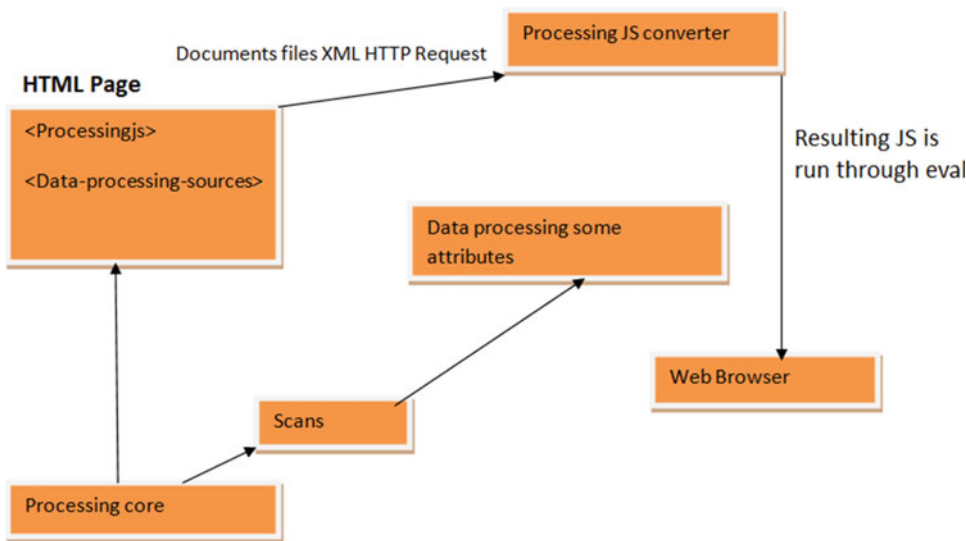 Processing JS converter
Documents files XML HTTP Request
HTML Page
<Processingjs>
<Data-processing-sources>
Resulting JS is
run through eval
Data processing some
attributes
Web Browser
Scans
Processing core